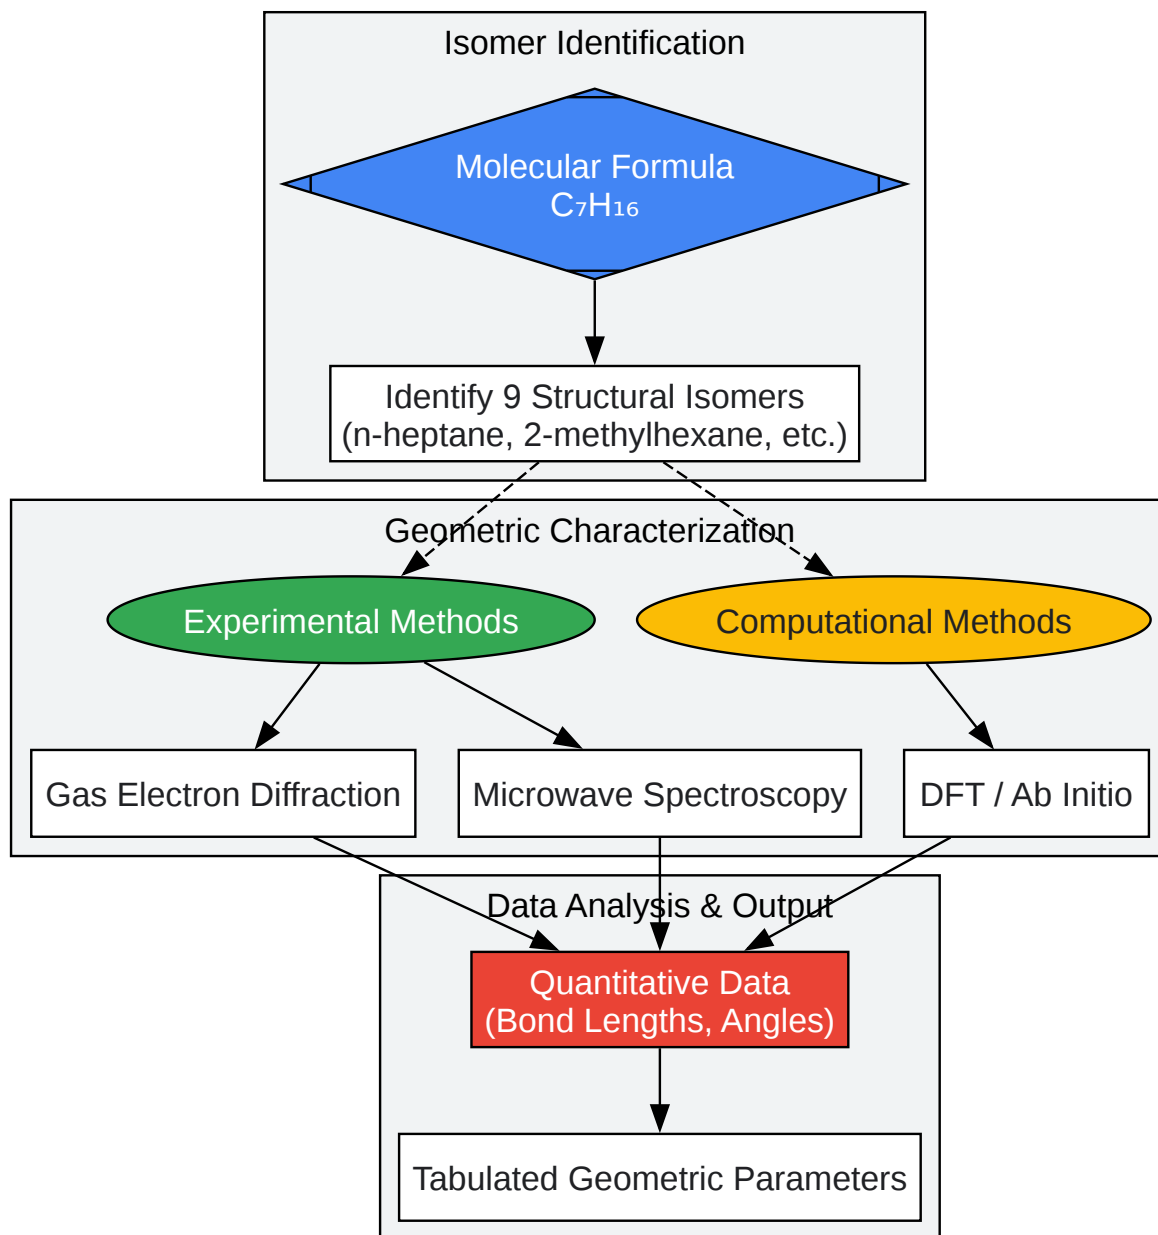 Isomer Identification
Molecular Formula
C₇H₁₆
Identify 9 Structural Isomers
(n-heptane, 2-methylhexane, etc.)
Geometric Characterization
Experimental Methods
Computational Methods
Gas Electron Diffraction
Microwave Spectroscopy
DFT / Ab Initio
Data Analysis & Output
Quantitative Data
(Bond Lengths, Angles)
Tabulated Geometric Parameters